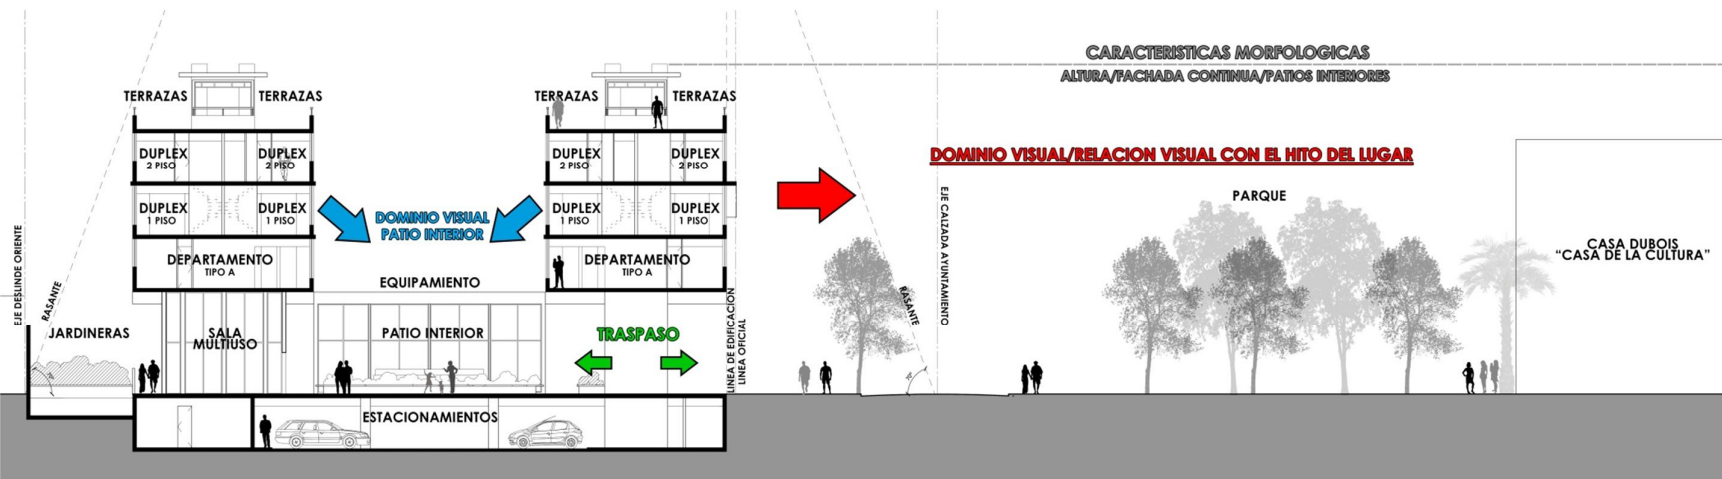 CARACTERISTICAS MORFOLOGICAS
ALTURA/FACHADA CONTINUA/PATIOS INTERIORES
TERRAZAS
TERRAZAS
TERRAZAS
TERRAZAS
DUPLEX
2 PISO
DUPLEX
2 PISO
DUPLEX
2 PISO
DUPLEX
2 PISO
DOMINIO VISUAL/RELACION VISUAL CON EL HITO DEL LUGAR
DUPLEX
1 PISO
DUPLEX
1 PISO
DOMINIO VISUAL
PATIO INTERIOR
DUPLEX
1 PISO
DUPLEX
1 PISO
PARQUE
EJE CALZADA AYUNTAMIENTO
CASA DUBOIS
“CASA DE LA CULTURA”
EJE DESLINDE ORIENTE
RASANTE
DEPARTAMENTO
TIPO A
DEPARTAMENTO
TIPO A
EQUIPAMIENTO
JARDINERAS
SALA
MULTIUSO
PATIO INTERIOR
TRASPASO
LINEA DE EDIFICACION
LINEA OFICIAL
RASANTE
ESTACIONAMIENTOS